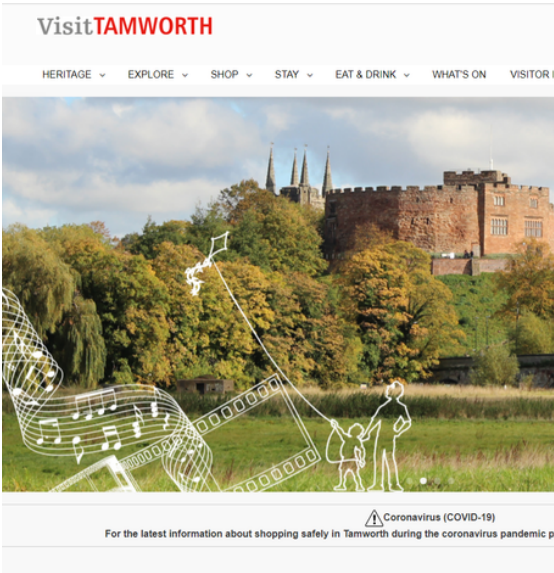 VisitTAMWORTH
HERITAGE EXPLORE SHOP STAY EAT & DRINK WHAT'S ON VISITOR
Coronavirus (COVID-19)
For the latest information about shopping safely in Tamworth during the coronavirus pandemic p